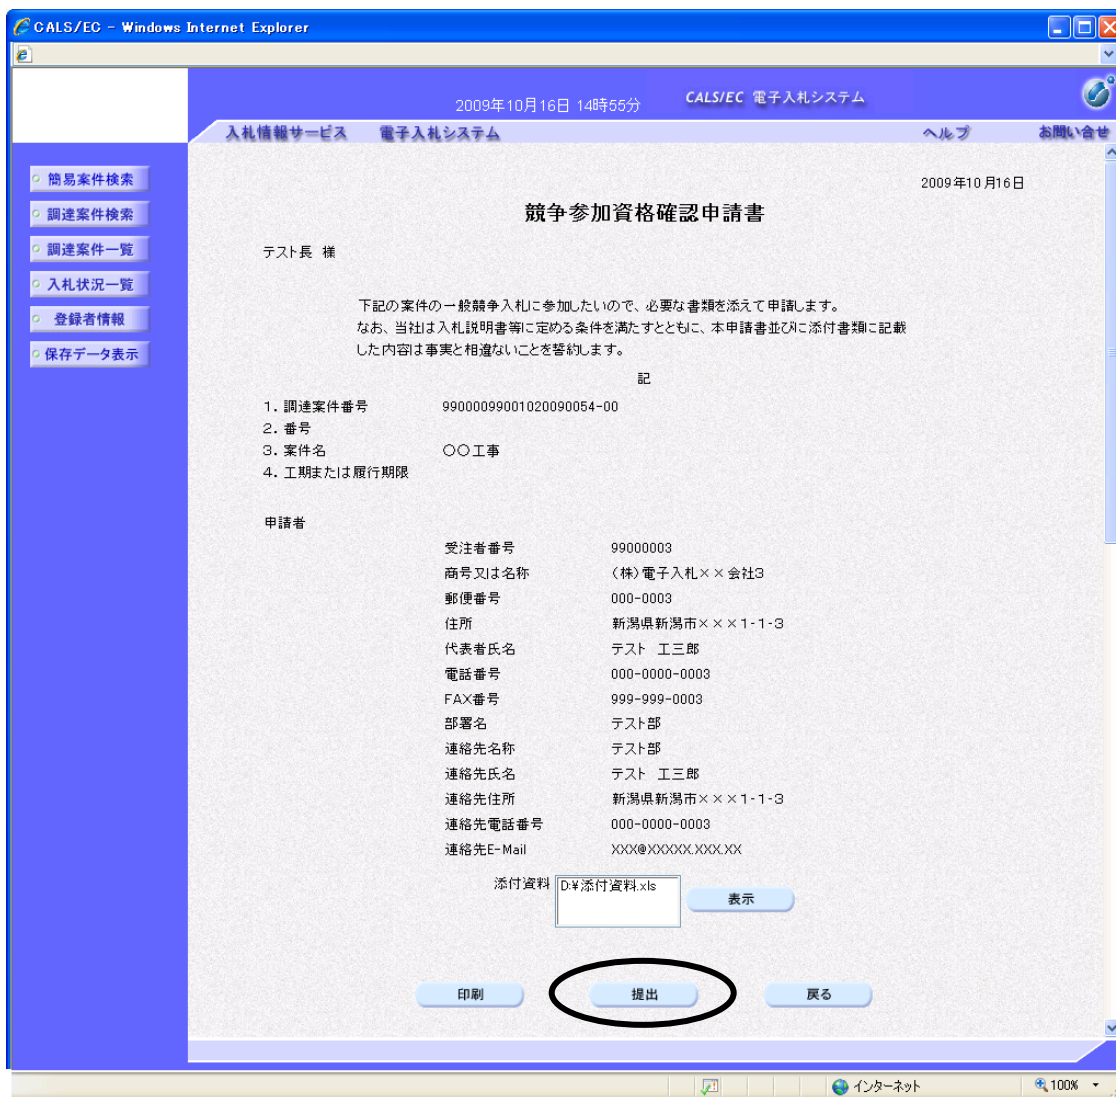 CALS/EC - Windows Internet Explorer
2009年10月16日 14時55分
CALS/EC 電子入札システム
入札情報サービス 電子入札システム ヘルプ お問い合せ
簡易案件検索
調達案件検索
調達案件一覧
入札状況一覧
登録者情報
保存データ表示
2009年10月16日
競争参加資格確認申請書
テスト長 様
下記の案件の一般競争入札に参加したいので、必要な書類を添えて申請します。
なお、当社は入札説明書等に定める条件を満たすとともに、本申請書並びに添付書類に記載
した内容は事実と相違ないことを誓約します。
記
1. 調達案件番号 99000099001020090054-00
2. 番号
3. 案件名 ○○工事
4. 工期または履行期限
申請者
受注者番号 99000003
商号又は名称 (株)電子入札××会社3
郵便番号 000-0003
住所 新潟県新潟市×××1-1-3
代表者氏名 テスト 工三郎
電話番号 000-0000-0003
FAX番号 999-999-0003
部署名 テスト部
連絡先名称 テスト部
連絡先氏名 テスト 工三郎
連絡先住所 新潟県新潟市×××1-1-3
連絡先電話番号 000-0000-0003
連絡先E-Mail XXX@XXXXX.XXX.XX
添付資料 D:¥添付資料.xls 表示
印刷 提出 戻る
インターネット 100%